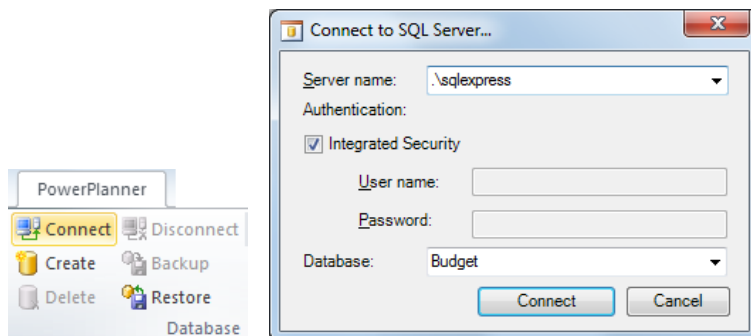 PowerPlanner
Connect Disconnect
Create Backup
Delete Restore
Database
Connect to SQL Server...
Server name: .\sqlexpress
Authentication:
Integrated Security
User name:
Password:
Database: Budget
Connect Cancel